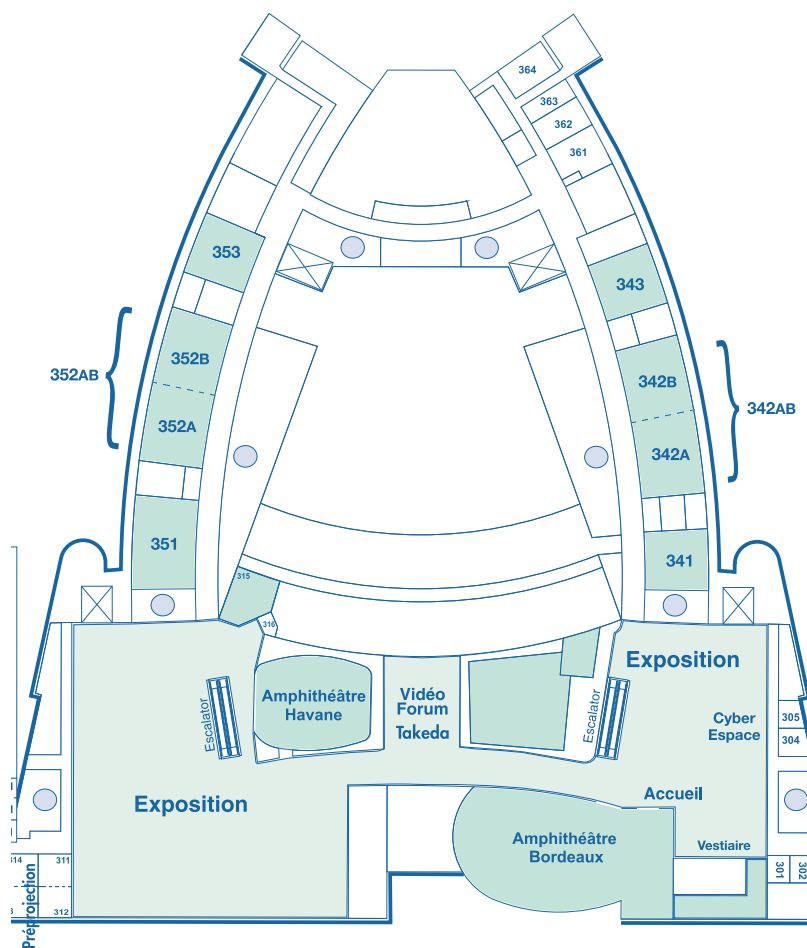 364
363
362
361
353
343
352B
352AB
352A
342B
342AB
342A
351
341
315
316
Exposition
Amphithéâtre
Havane
Vidéo
Forum
Takeda
Escalator
Escalator
Cyber
Espace
305
304
Exposition
Accueil
Amphithéâtre
Bordeaux
Vestiaire
314
311
301
302
312
Préprojection